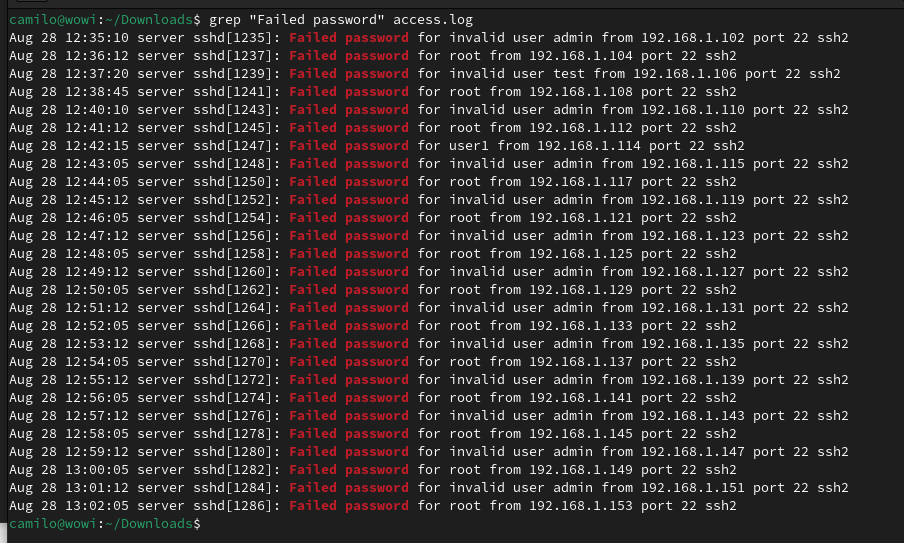 camilo@wowi:~/Downloads$ grep "Failed password" access.log
Aug 28 12:35:10 server sshd[1235]: Failed password for invalid user admin from 192.168.1.102 port 22 ssh2
Aug 28 12:36:12 server sshd[1237]: Failed password for root from 192.168.1.104 port 22 ssh2
Aug 28 12:37:20 server sshd[1239]: Failed password for invalid user test from 192.168.1.106 port 22 ssh2
Aug 28 12:38:45 server sshd[1241]: Failed password for root from 192.168.1.108 port 22 ssh2
Aug 28 12:40:10 server sshd[1243]: Failed password for invalid user admin from 192.168.1.110 port 22 ssh2
Aug 28 12:41:12 server sshd[1245]: Failed password for root from 192.168.1.112 port 22 ssh2
Aug 28 12:42:15 server sshd[1247]: Failed password for user1 from 192.168.1.114 port 22 ssh2
Aug 28 12:43:05 server sshd[1248]: Failed password for invalid user admin from 192.168.1.115 port 22 ssh2
Aug 28 12:44:05 server sshd[1250]: Failed password for root from 192.168.1.117 port 22 ssh2
Aug 28 12:45:12 server sshd[1252]: Failed password for invalid user admin from 192.168.1.119 port 22 ssh2
Aug 28 12:46:05 server sshd[1254]: Failed password for root from 192.168.1.121 port 22 ssh2
Aug 28 12:47:12 server sshd[1256]: Failed password for invalid user admin from 192.168.1.123 port 22 ssh2
Aug 28 12:48:05 server sshd[1258]: Failed password for root from 192.168.1.125 port 22 ssh2
Aug 28 12:49:12 server sshd[1260]: Failed password for invalid user admin from 192.168.1.127 port 22 ssh2
Aug 28 12:50:05 server sshd[1262]: Failed password for root from 192.168.1.129 port 22 ssh2
Aug 28 12:51:12 server sshd[1264]: Failed password for invalid user admin from 192.168.1.131 port 22 ssh2
Aug 28 12:52:05 server sshd[1266]: Failed password for root from 192.168.1.133 port 22 ssh2
Aug 28 12:53:12 server sshd[1268]: Failed password for invalid user admin from 192.168.1.135 port 22 ssh2
Aug 28 12:54:05 server sshd[1270]: Failed password for root from 192.168.1.137 port 22 ssh2
Aug 28 12:55:12 server sshd[1272]: Failed password for invalid user admin from 192.168.1.139 port 22 ssh2
Aug 28 12:56:05 server sshd[1274]: Failed password for root from 192.168.1.141 port 22 ssh2
Aug 28 12:57:12 server sshd[1276]: Failed password for invalid user admin from 192.168.1.143 port 22 ssh2
Aug 28 12:58:05 server sshd[1278]: Failed password for root from 192.168.1.145 port 22 ssh2
Aug 28 12:59:12 server sshd[1280]: Failed password for invalid user admin from 192.168.1.147 port 22 ssh2
Aug 28 13:00:05 server sshd[1282]: Failed password for root from 192.168.1.149 port 22 ssh2
Aug 28 13:01:12 server sshd[1284]: Failed password for invalid user admin from 192.168.1.151 port 22 ssh2
Aug 28 13:02:05 server sshd[1286]: Failed password for root from 192.168.1.153 port 22 ssh2
camilo@wowi:~/Downloads$